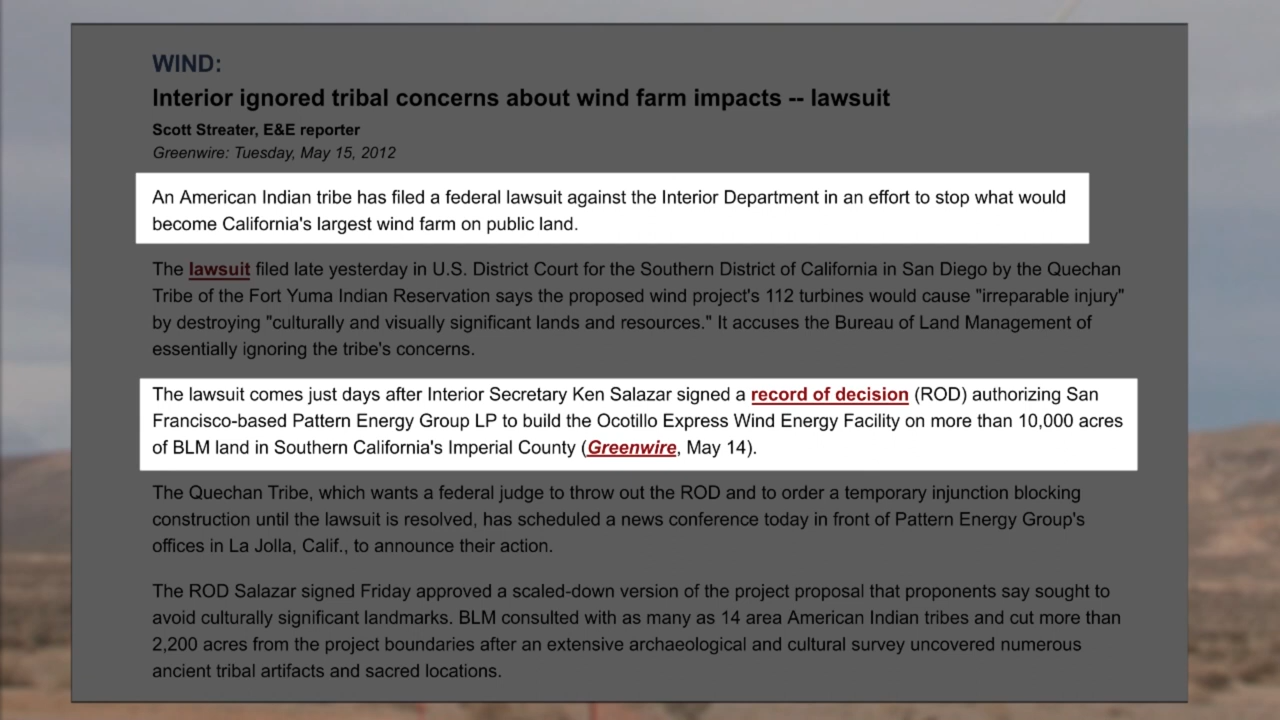 WIND:
Interior ignored tribal concerns about wind farm impacts -- lawsuit
Scott Streater, E&E reporter
Greenwire: Tuesday, May 15, 2012
An American Indian tribe has filed a federal lawsuit against the Interior Department in an effort to stop what would
become California's largest wind farm on public land.
The lawsuit filed late yesterday in U.S. District Court for the Southern District of California in San Diego by the Quechan
Tribe of the Fort Yuma Indian Reservation says the proposed wind project's 112 turbines would cause "irreparable injury"
by destroying "culturally and visually significant lands and resources." It accuses the Bureau of Land Management of
essentially ignoring the tribe's concerns.
The lawsuit comes just days after Interior Secretary Ken Salazar signed a record of decision (ROD) authorizing San
Francisco-based Pattern Energy Group LP to build the Ocotillo Express Wind Energy Facility on more than 10,000 acres
of BLM land in Southern California's Imperial County (Greenwire, May 14).
The Quechan Tribe, which wants a federal judge to throw out the ROD and to order a temporary injunction blocking
construction until the lawsuit is resolved, has scheduled a news conference today in front of Pattern Energy Group's
offices in La Jolla, Calif., to announce their action.
The ROD Salazar signed Friday approved a scaled-down version of the project proposal that proponents say sought to
avoid culturally significant landmarks. BLM consulted with as many as 14 area American Indian tribes and cut more than
2,200 acres from the project boundaries after an extensive archaeological and cultural survey uncovered numerous
ancient tribal artifacts and sacred locations.